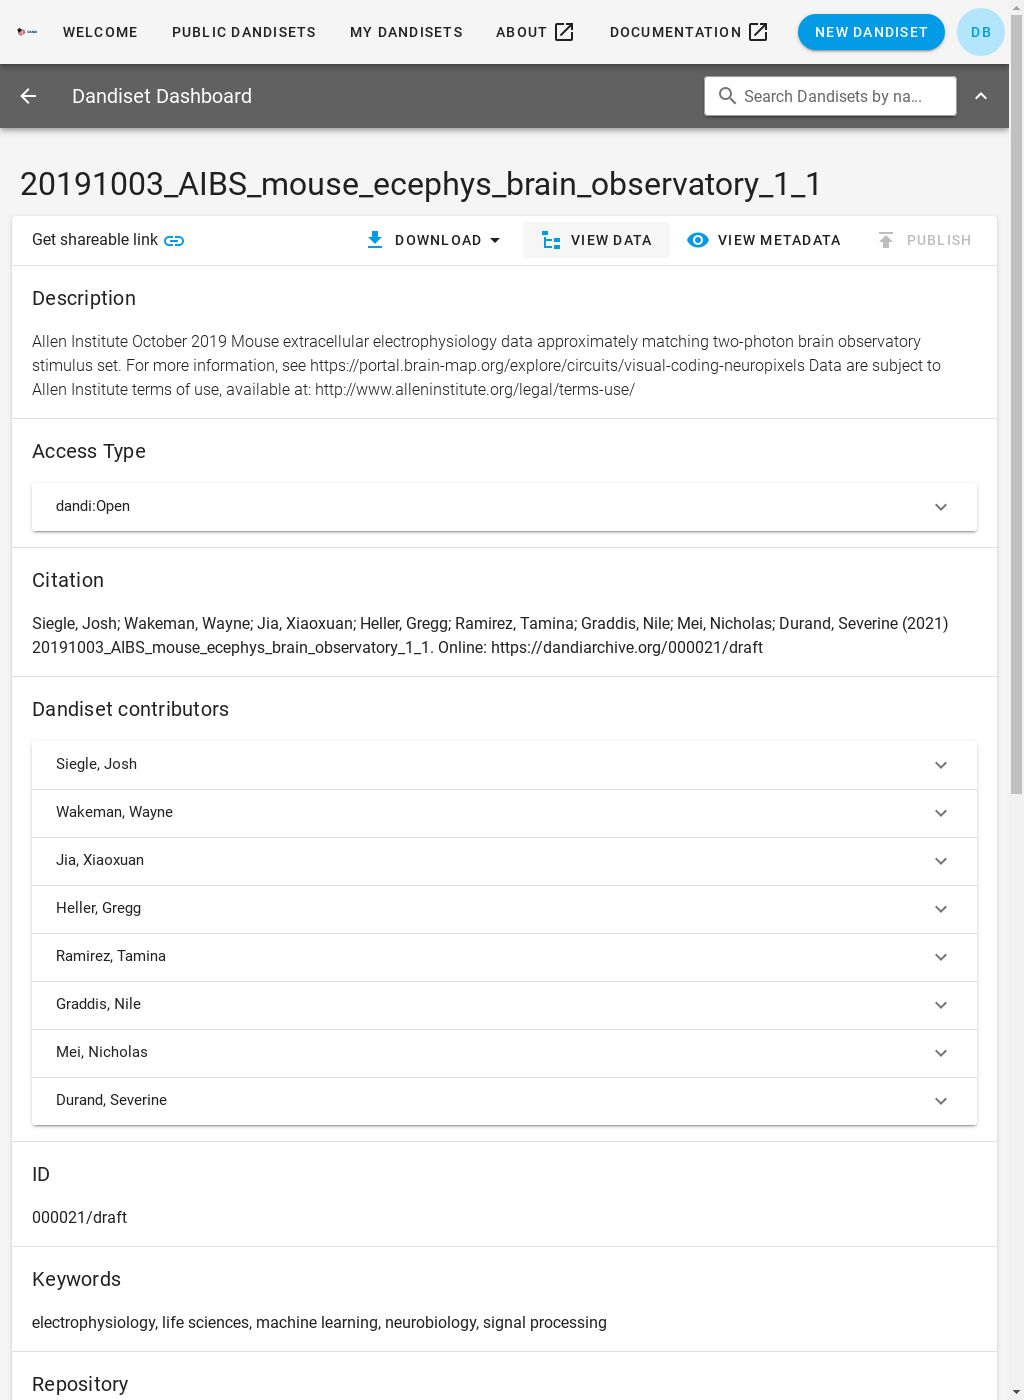 WELCOME PUBLIC DANDISETS MY DANDISETS ABOUT DOCUMENTATION NEW DANDISET DB
Dandiset Dashboard Search Dandisets by na...
20191003_AIBS_mouse_ecephys_brain_observatory_1_1
Get shareable link DOWNLOAD VIEW DATA VIEW METADATA PUBLISH
Description
Allen Institute October 2019 Mouse extracellular electrophysiology data approximately matching two-photon brain observatory
stimulus set. For more information, see https://portal.brain-map.org/explore/circuits/visual-coding-neuropixels Data are subject to
Allen Institute terms of use, available at: http://www.alleninstitute.org/legal/terms-use/
Access Type
dandi:Open
Citation
Siegle, Josh; Wakeman, Wayne; Jia, Xiaoxuan; Heller, Gregg; Ramirez, Tamina; Graddis, Nile; Mei, Nicholas; Durand, Severine (2021)
20191003_AIBS_mouse_ecephys_brain_observatory_1_1. Online: https://dandiarchive.org/000021/draft
Dandiset contributors
Siegle, Josh
Wakeman, Wayne
Jia, Xiaoxuan
Heller, Gregg
Ramirez, Tamina
Graddis, Nile
Mei, Nicholas
Durand, Severine
ID
000021/draft
Keywords
electrophysiology, life sciences, machine learning, neurobiology, signal processing
Repository